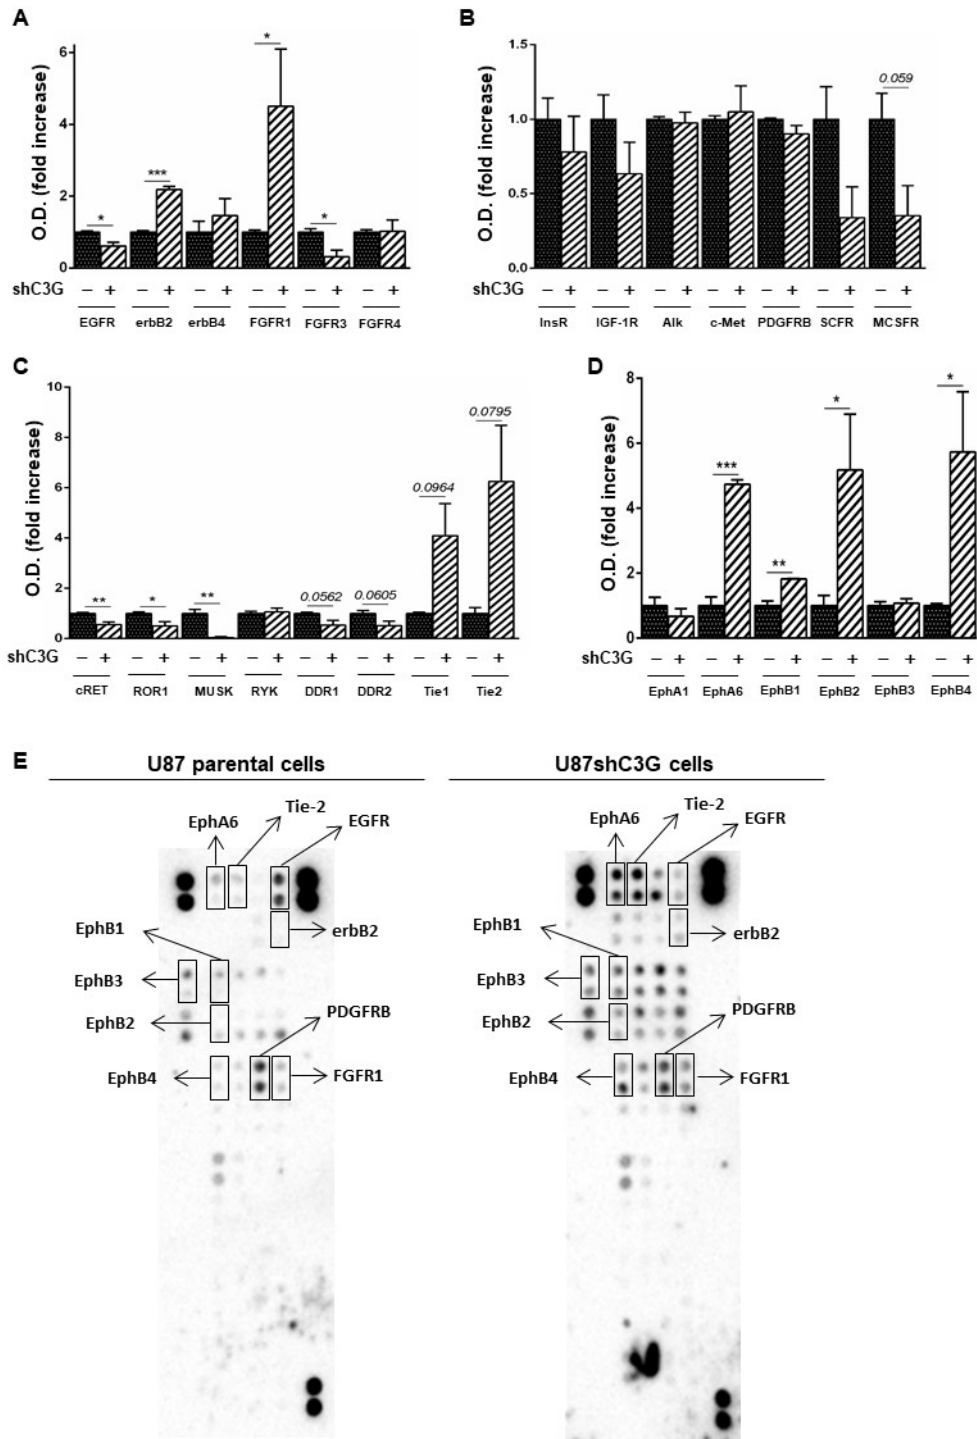 A
O.D. (fold increase)
6
4
2
0
*
***
*
*
shC3G
− + − + − + − + − + − +
EGFR erbB2 erbB4 FGFR1 FGFR3 FGFR4
B
O.D. (fold increase)
1.5
1.0
0.5
0.0
0.059
− + − + − + − + − + − + − +
InsR IGF-1R Alk c-Met PDGFRB SCFR MCSFR
C
O.D. (fold increase)
10
8
6
4
2
0
** * ** 0.0562 0.0605 0.0964 0.0795
shC3G
− + − + − + − + − + − + − + − +
cRET ROR1 MUSK RYK DDR1 DDR2 Tie1 Tie2
D
O.D. (fold increase)
8
6
4
2
0
*** ** * *
− + − + − + − + − + − +
EphA1 EphA6 EphB1 EphB2 EphB3 EphB4
E
U87 parental cells
EphA6
Tie-2
EGFR
EphB1
erbB2
EphB3
EphB2
PDGFRB
EphB4
FGFR1
U87shC3G cells
EphA6
Tie-2
EGFR
EphB1
erbB2
EphB3
EphB2
PDGFRB
EphB4
FGFR1